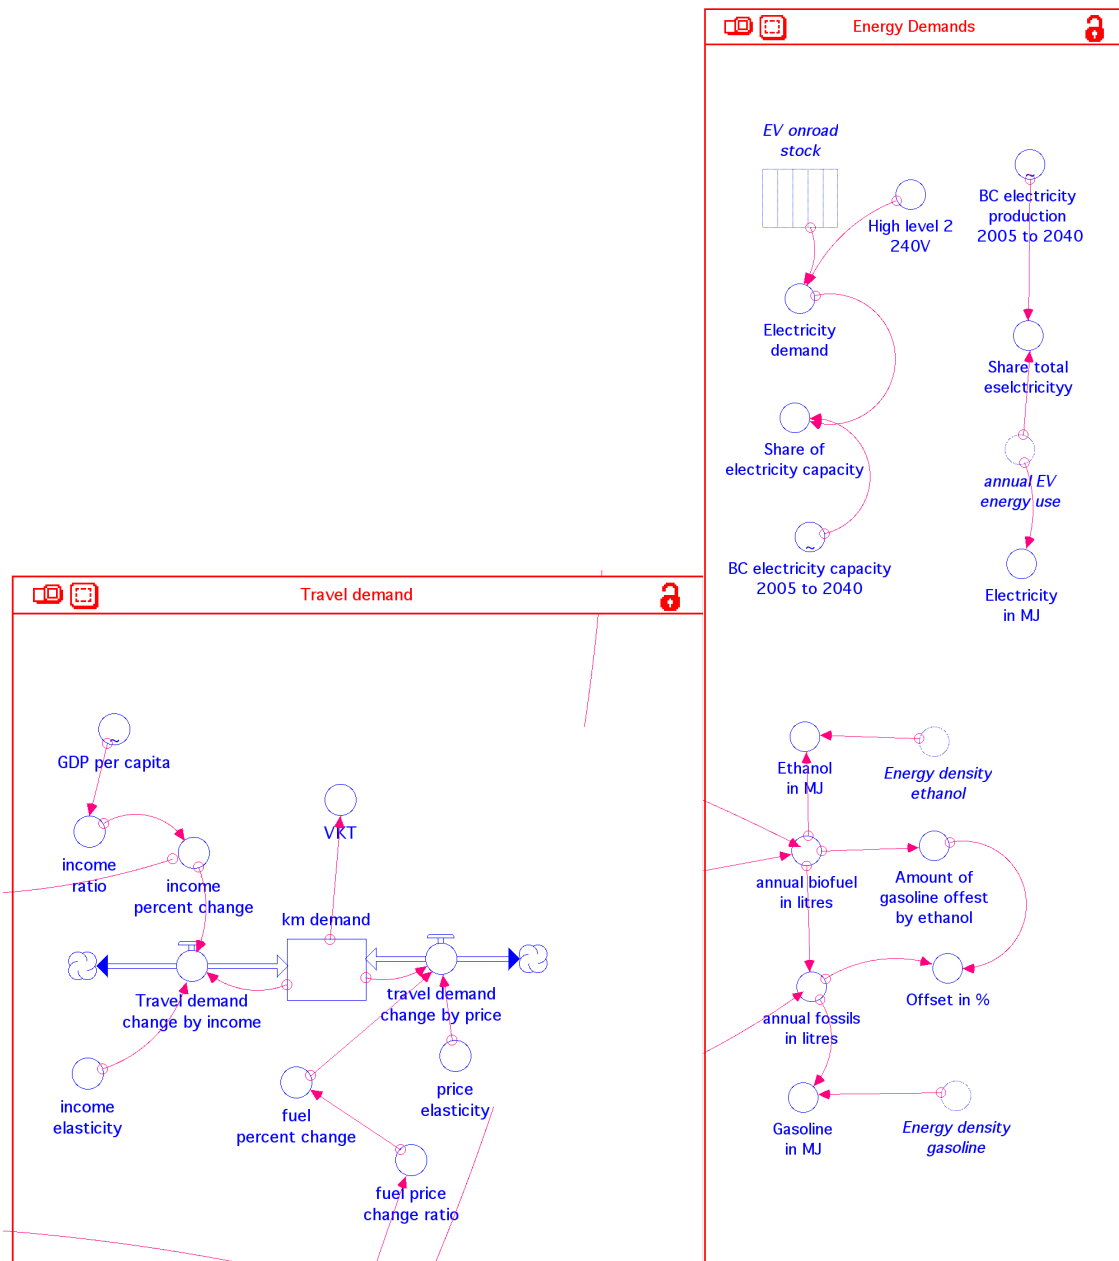 Energy Demands
EV onroad
stock
High level 2
240V
BC electricity
production
2005 to 2040
Electricity
demand
Share total
eselctricityy
Share of
electricity capacity
annual EV
energy use
BC electricity capacity
2005 to 2040
Electricity
in MJ
Ethanol
in MJ
Energy density
ethanol
annual biofuel
in litres
Amount of
gasoline offest
by ethanol
annual fossils
in litres
Offset in %
Gasoline
in MJ
Energy density
gasoline
Travel demand
GDP per capita
VKT
income
ratio
income
percent change
km demand
Travel demand
change by income
travel demand
change by price
income
elasticity
fuel
percent change
price
elasticity
fuel price
change ratio